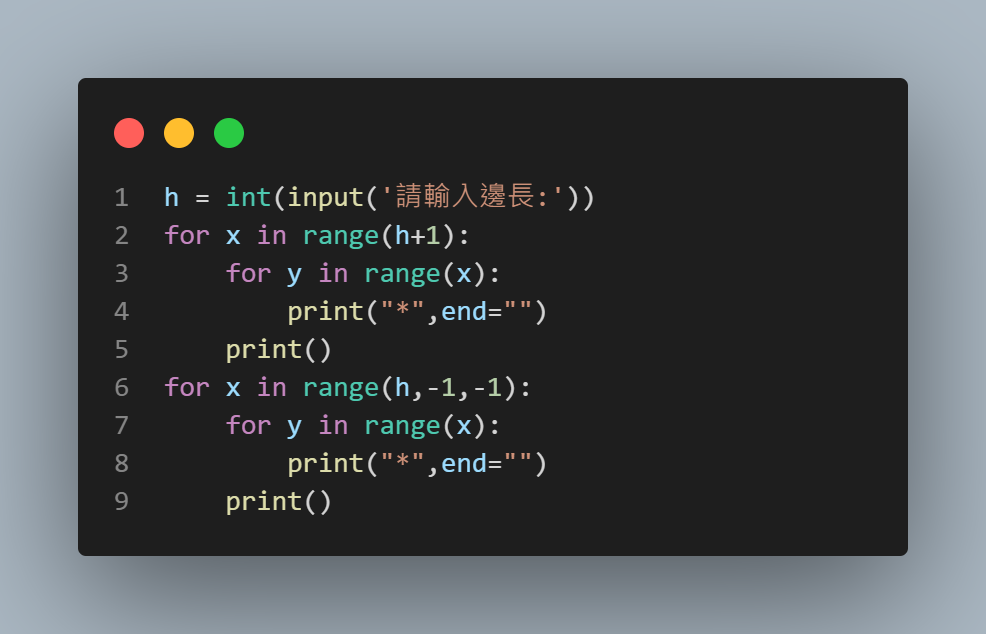 1 h = int(input('請輸入邊長:'))
2 for x in range(h+1):
3     for y in range(x):
4         print("*",end="")
5     print()
6 for x in range(h,-1,-1):
7     for y in range(x):
8         print("*",end="")
9     print()